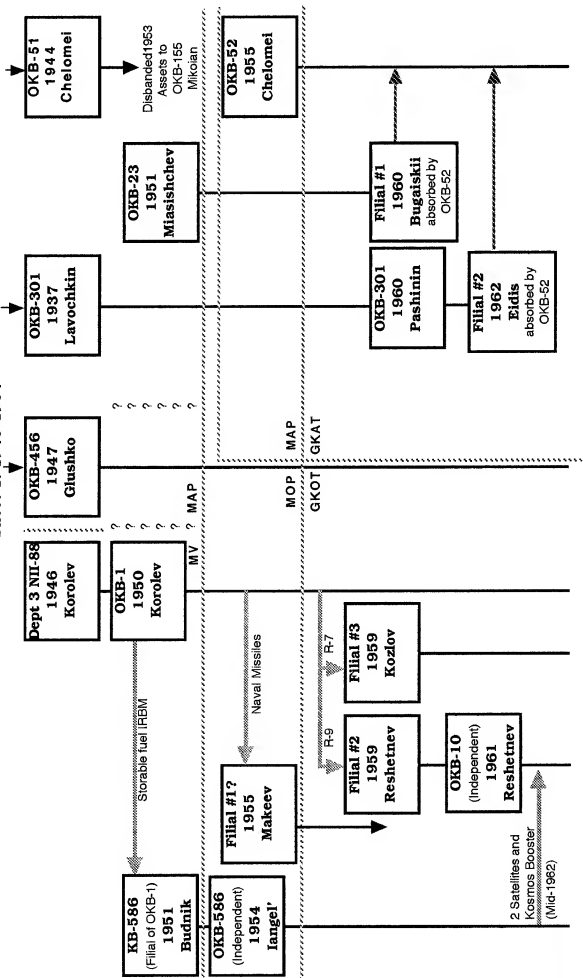 Dept 3 NII-88
1946
Korolev
OKB-456
1947
Glushko
OKB-301
1937
Lavochkin
OKB-51
1944
Chelomei
Disbanded1953
Assets to
OKB-155
Mikoian
KB-586
(Filial of OKB-1)
1951
Budnik
Storable fuel IRBM
OKB-1
1950
Korolev
?
?
?
?
?
?
?
?
?
?
?
?
MV
MAP
OKB-23
1951
Miasishchev
OKB-586
(Independent)
1954
Iangel'
Filial #1?
1955
Makeev
Naval Missiles
OKB-52
1955
Chelomei
MOP
MAP
GKOT
GKAT
R-9
R-7
Filial #2
1959
Reshetnev
Filial #3
1959
Kozlov
OKB-301
1960
Pashinin
Filial #1
1960
Bugaiskii
absorbed by
OKB-52
OKB-10
(Independent)
1961
Reshetnev
Filial #2
1962
Eidis
absorbed by
OKB-52
2 Satellites and
Kosmos Booster
(Mid-1962)